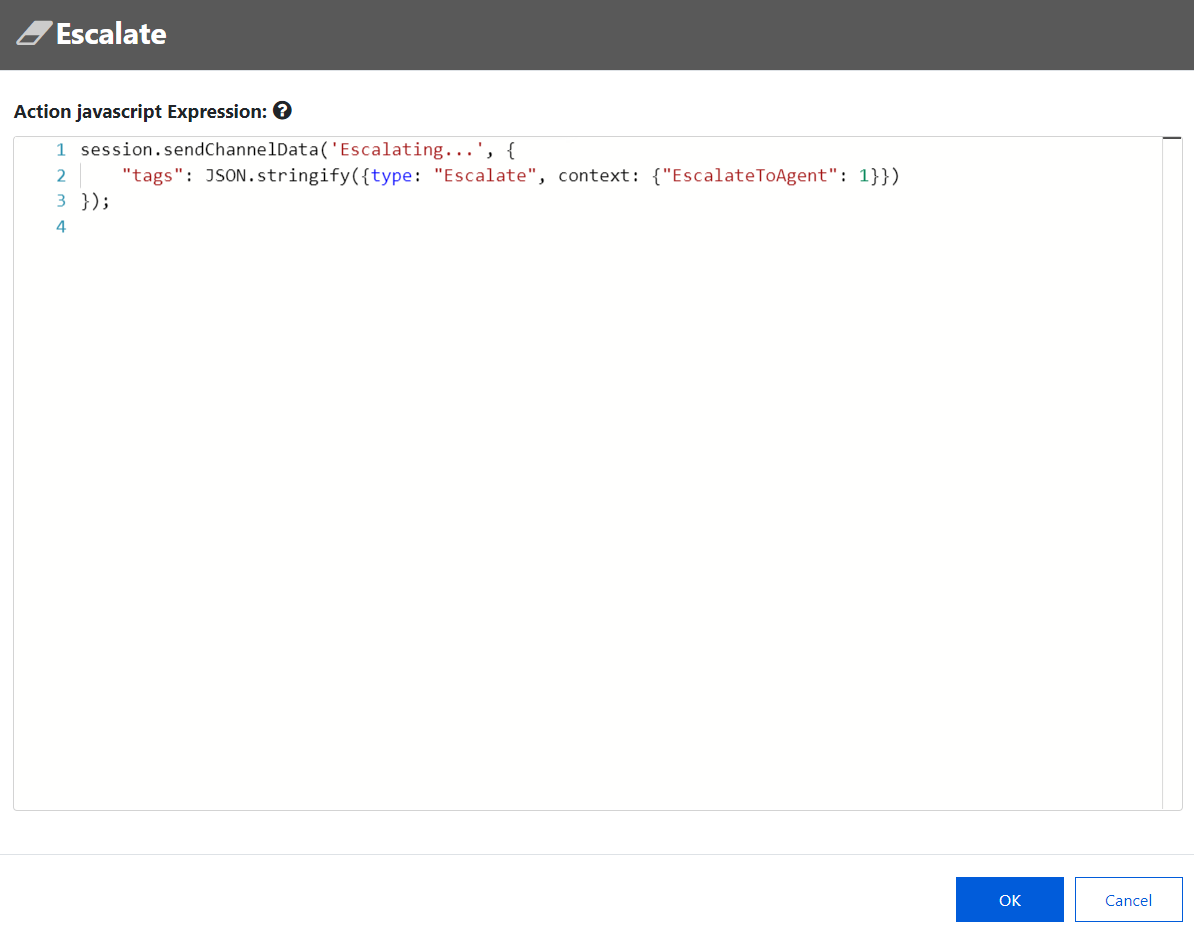 Escalate
Action javascript Expression:
1 session.sendChannelData('Escalating...', {
2     "tags": JSON.stringify({type: "Escalate", context: {"EscalateToAgent": 1}})
3 });
4
OK
Cancel